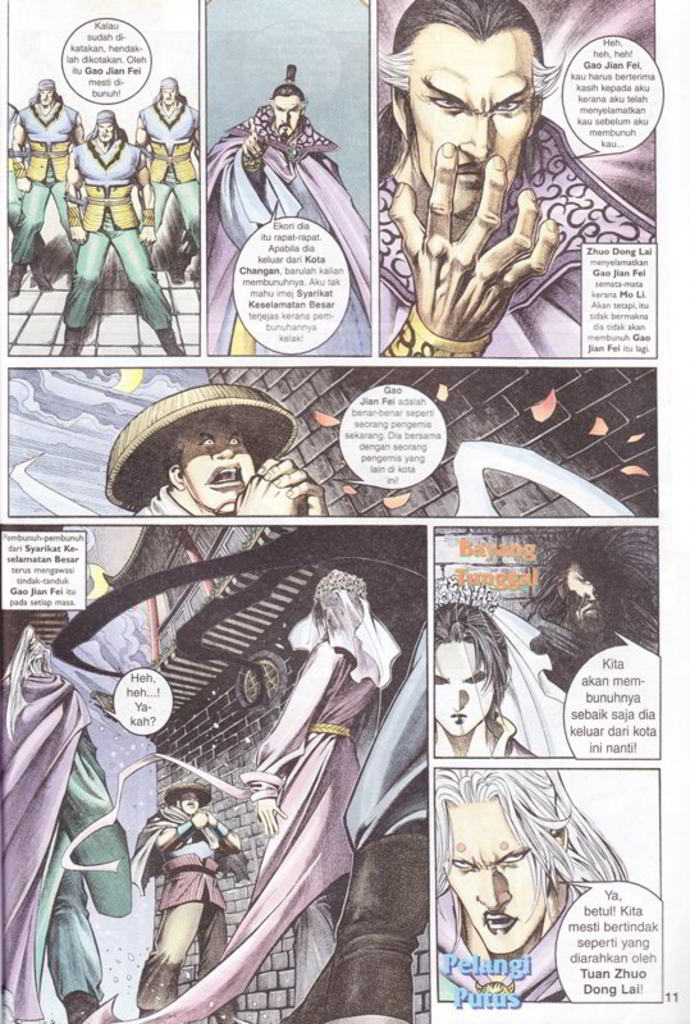 Kalau
sudah di-
katakan, hendak-
lah dikotakan. Oleh
itu Gao Jian Fei
mesti di-
bunuh!
Ekori dia
itu rapat-rapat.
Apabila dia
keluar dari Kota
Changan, barulah kalian
membunuhnya. Aku tak
mahu imej Syarikat
Keselamatan Besar
terjejas kerana pem-
bunuhannya
kelak!
Heh,
heh, heh!
Gao Jian Fei,
kau harus berterima
kasih kepada aku
kerana aku telah
menyelamatkan
kau sebelum aku
membunuh
kau...
Zhuo Dong Lai
menyelamatkan
Gao Jian Fei
semata-mata
kerana Mo Li.
Akan tetapi, itu
tidak bermakna
dia tidak akan
membunuh Gao
Jian Fei itu lagi.
Gao
Jian Fei adalah
benar-benar seperti
seorang pengemis
sekarang. Dia bersama
seorang pengemis
yang
lain di kota
ini!
Pembunuh-pembunuh
dari Syarikat Ke-
selamatan Besar
terus mengawasi
tindak-tanduk
Gao Jian Fei itu
pada setiap masa.
Heh,
heh...!
Ya-
kah?
Bayang
Tunggal
Kita
akan mem-
bunuhnya
sebaik saja dia
keluar dari kota
ini nanti!
Ya,
betul! Kita
mesti bertindak
seperti yang
diarahkan oleh
Tuan Zhuo
Dong Lai!
Pelangi
Putus
11